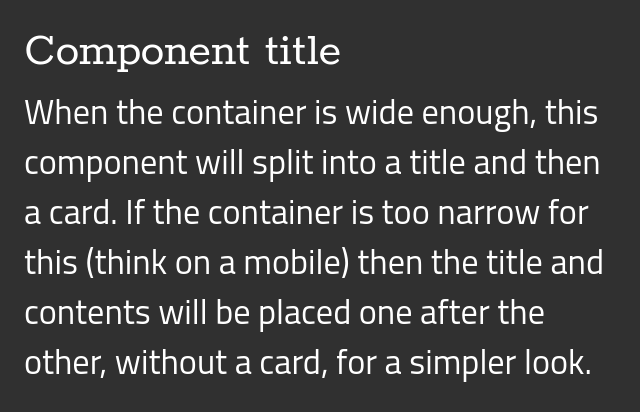 Component title
When the container is wide enough, this
component will split into a title and then
a card. If the container is too narrow for
this (think on a mobile) then the title and
contents will be placed one after the
other, without a card, for a simpler look.